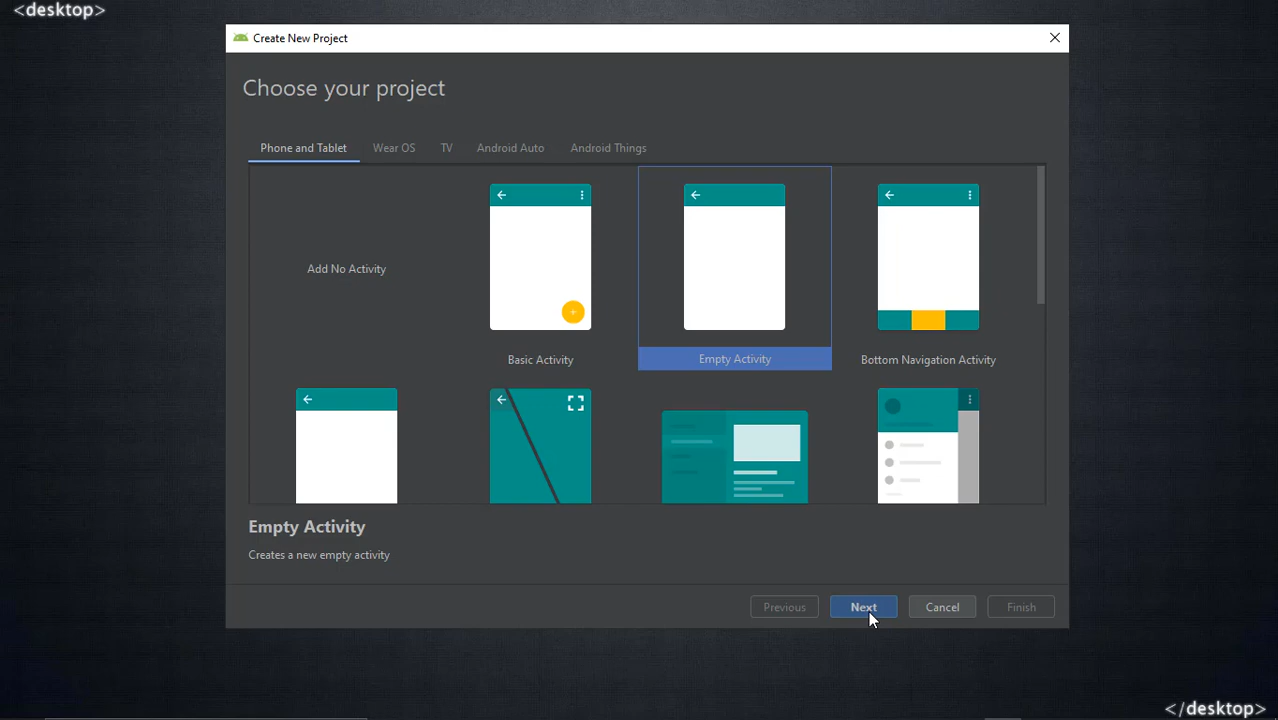 <desktop>
Create New Project
Choose your project
Phone and Tablet
Wear OS
TV
Android Auto
Android Things
Add No Activity
Basic Activity
Empty Activity
Bottom Navigation Activity
Empty Activity
Creates a new empty activity
Previous
Next
Cancel
Finish
</desktop>